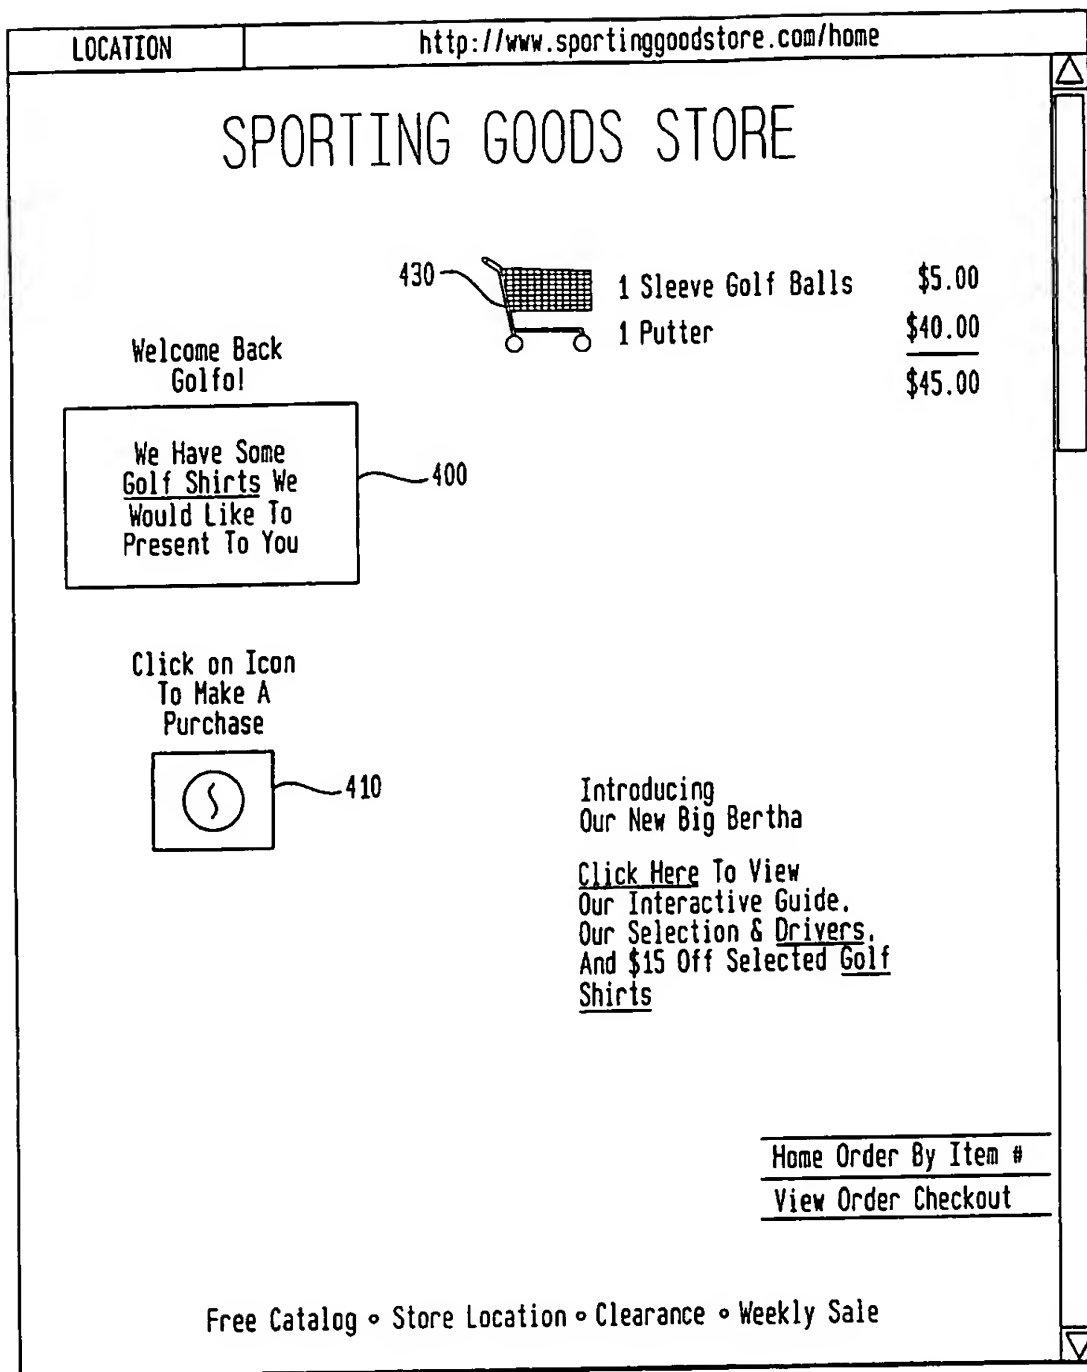 LOCATION http://www.sportinggoodstore.com/home
SPORTING GOODS STORE
430
1 Sleeve Golf Balls $5.00
1 Putter $40.00
$45.00
Welcome Back
Golfo!
We Have Some
Golf Shirts We
Would Like To
Present To You
400
Click on Icon
To Make A
Purchase
410
Introducing
Our New Big Bertha
Click Here To View
Our Interactive Guide,
Our Selection & Drivers,
And $15 Off Selected Golf
Shirts
Home Order By Item #
View Order Checkout
Free Catalog ∘ Store Location ∘ Clearance ∘ Weekly Sale